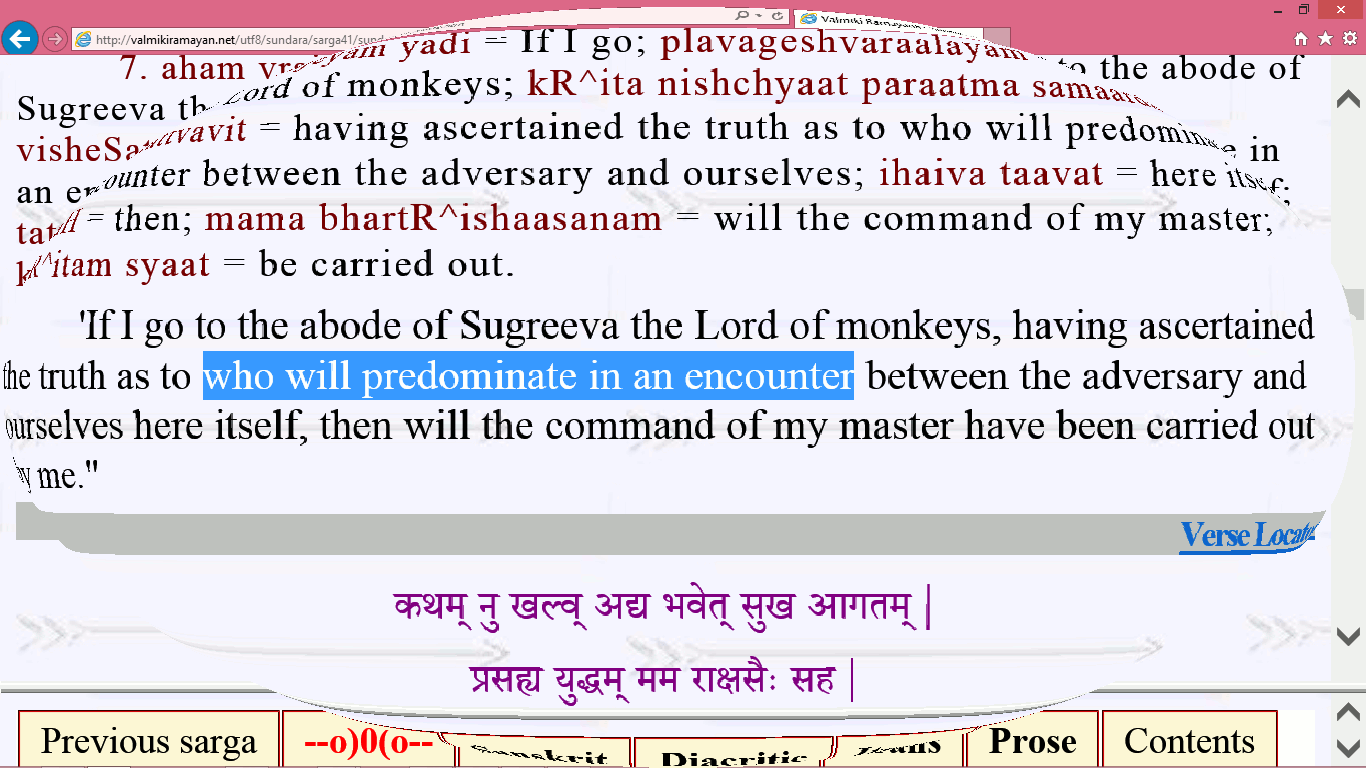 Valmiki Ramayana
http://valmikiramayan.net/utf8/sundara/sarga41/
7. aham yadi = If I go; plavageshvaraalayam to the abode of
Sugreeva Lord of monkeys; kR^ita nishchyaat paraatma
having ascertained the truth as to who will predominate in
an encounter between the adversary and ourselves; ihaiva taavat = here itself;
= then; mama bhartR^ishaasanam = will the command of my master;
syaat = be carried out.
'If I go to the abode of Sugreeva the Lord of monkeys, having ascertained
the truth as to who will predominate in an encounter between the adversary and
ourselves here itself, then will the command of my master have been carried out
by me."
Verse
कथम् नु खल्व् अद्य भवेत् सुख आगतम् |
प्रसह्य युद्धम् मम राक्षसैः सह |
Previous sarga --o)0(o-- Sanskrit Diacritic Prose Contents